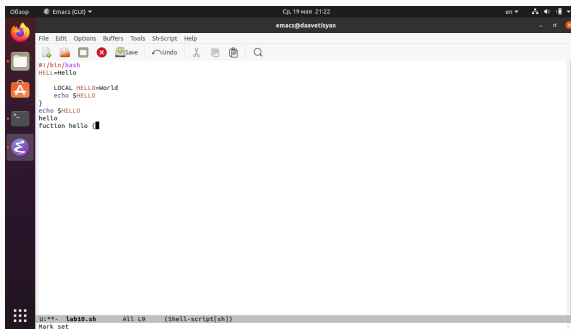 Обзор Emacs (GUI) Ср, 19 мая 21:22 en
emacs@daavetisyan
File Edit Options Buffers Tools Sh-Script Help
Save Undo
#!/bin/bash
HELL=Hello
LOCAL HELLO=World
echo $HELLO
}
echo $HELLO
hello
fuction hello {
U:**- lab10.sh All L9 (Shell-script[sh])
Mark set